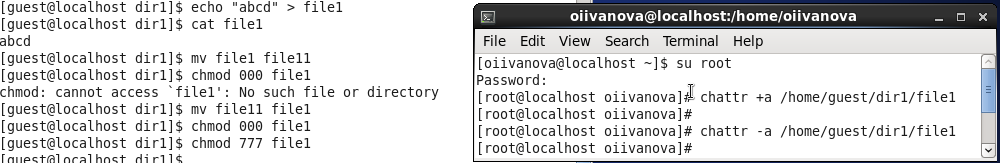 [guest@localhost dir1]$ echo "abcd" > file1
[guest@localhost dir1]$ cat file1
abcd
[guest@localhost dir1]$ mv file1 file11
[guest@localhost dir1]$ chmod 000 file1
chmod: cannot access `file1': No such file or directory
[guest@localhost dir1]$ mv file11 file1
[guest@localhost dir1]$ chmod 000 file1
[guest@localhost dir1]$ chmod 777 file1
[guest@localhost dir1]$
oiivanova@localhost:/home/oiivanova
File Edit View Search Terminal Help
[oiivanova@localhost ~]$ su root
Password:
[root@localhost oiivanova]# chattr +a /home/guest/dir1/file1
[root@localhost oiivanova]#
[root@localhost oiivanova]# chattr -a /home/guest/dir1/file1
[root@localhost oiivanova]#